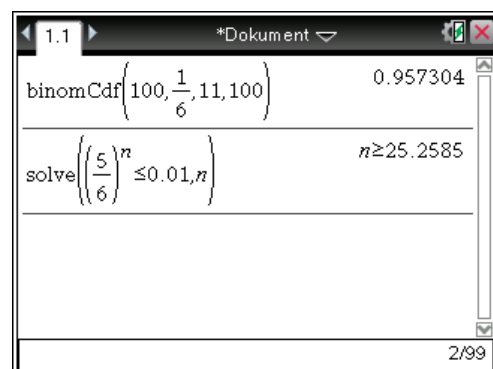 1.1 *Dokument
binomCdf(100,1/6,11,100) 0.957304
solve((5/6)^n≤0.01,n) n≥25.2585
2/99